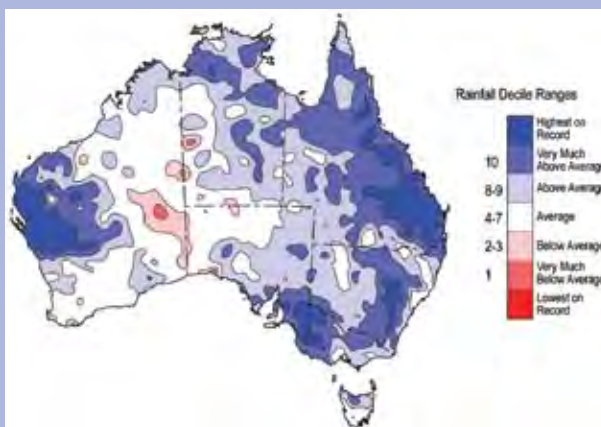 Rainfall Decile Ranges
Highest on
Record
10
Very Much
Above Average
8-9
Above Average
4-7
Average
2-3
Below Average
1
Very Much
Below Average
Lowest on
Record